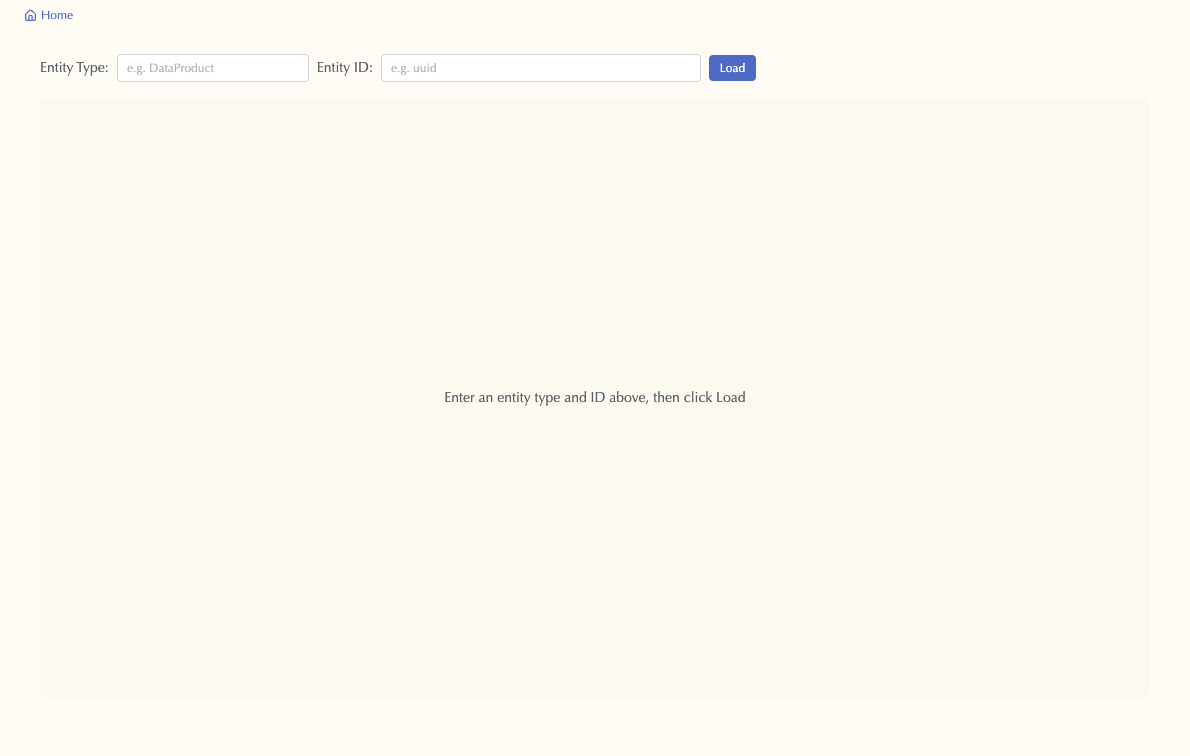 Home
Entity Type: e.g. DataProduct Entity ID: e.g. uuid Load
Enter an entity type and ID above, then click Load